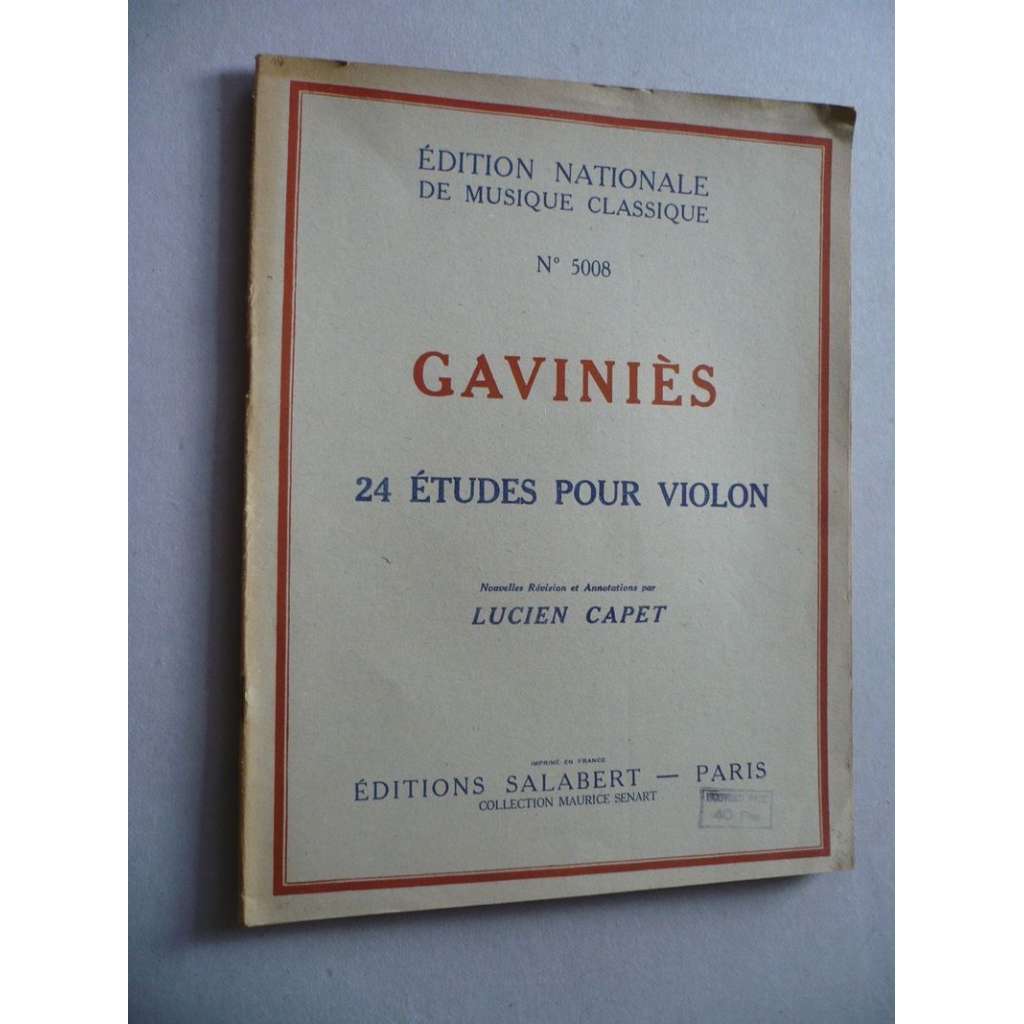 ÉDITION NATIONALE
DE MUSIQUE CLASSIQUE
N° 5008
GAVINIÈS
24 ÉTUDES POUR VIOLON
Nouvelles Révision et Annotations par
LUCIEN CAPET
IMPRIMÉ EN FRANCE
ÉDITIONS SALABERT — PARIS
COLLECTION MAURICE SENART
40